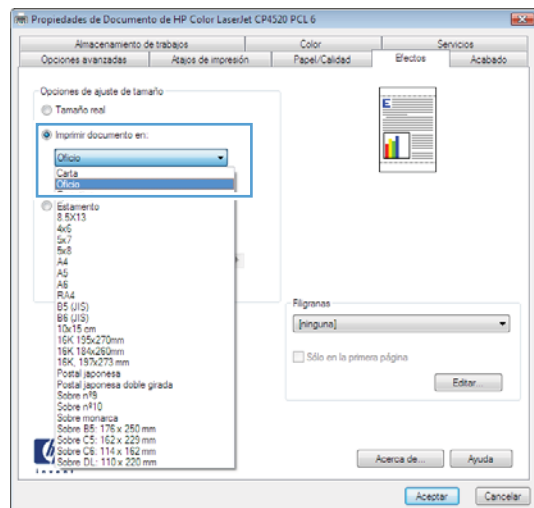 Propiedades de Documento de HP Color LaserJet CP4520 PCL 6
Almacenamiento de trabajos Color Servicios
Opciones avanzadas Atajos de impresión Papel/Calidad Efectos Acabado
Opciones de ajuste de tamaño
Tamaño real
Imprimir documento en:
Oficio
Carta
Oficio
Estamento
8.5X13
4x6
5x7
5x8
A4
A5
A6
RA4
B5 (JIS)
B6 (JIS)
10x15 cm
16K 195x270mm
16K 184x260mm
16K, 197x273 mm
Postal japonesa
Postal japonesa doble girada
Sobre nº9
Sobre nº10
Sobre monarca
Sobre B5: 176 x 250 mm
Sobre C5: 162 x 229 mm
Sobre C6: 114 x 162 mm
Sobre DL: 110 x 220 mm
E
Filigranas
[ninguna]
Sólo en la primera página
Editar...
Acerca de... Ayuda
Aceptar Cancelar